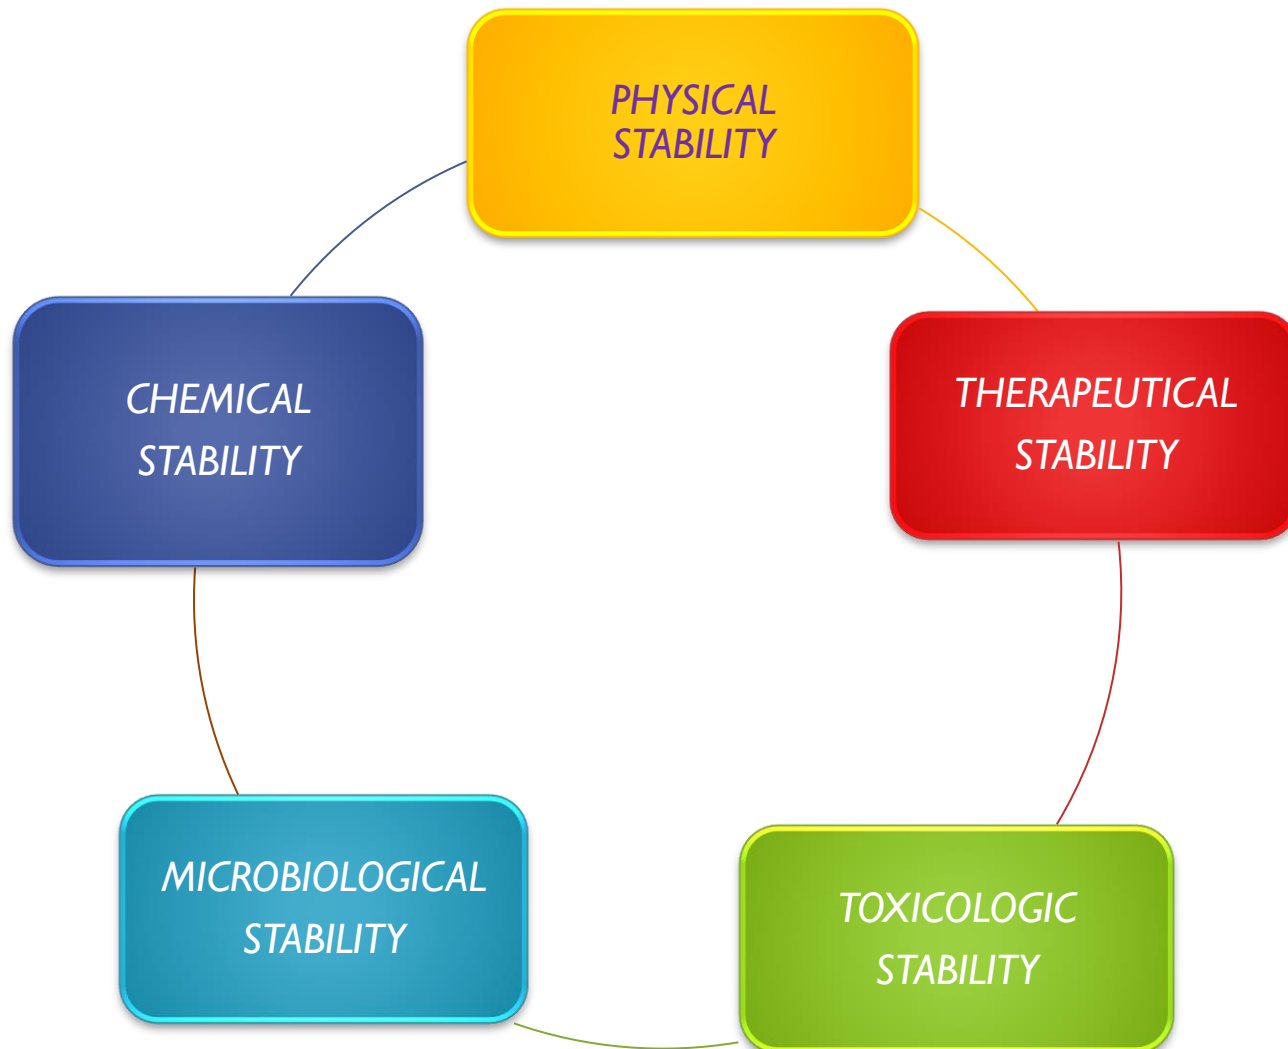 PHYSICAL
STABILITY
THERAPEUTICAL
STABILITY
TOXICOLOGIC
STABILITY
MICROBIOLOGICAL
STABILITY
CHEMICAL
STABILITY